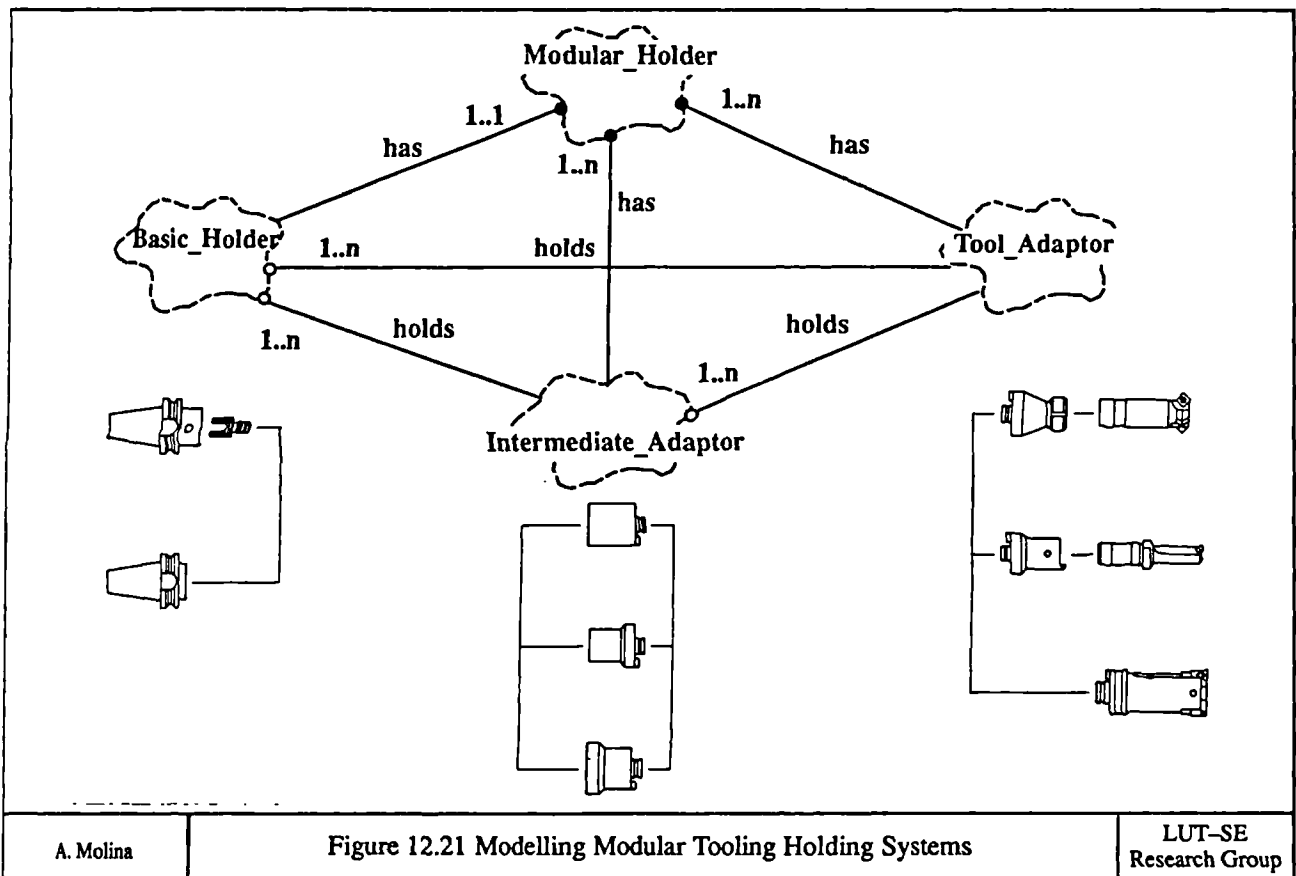 Modular_Holder
1..1
1..n
has
has
1..n
has
Basic_Holder
1..n
holds
Tool_Adaptor
1..n
holds
holds
1..n
Intermediate_Adaptor
A. Molina
Figure 12.21 Modelling Modular Tooling Holding Systems
LUT–SE
Research Group